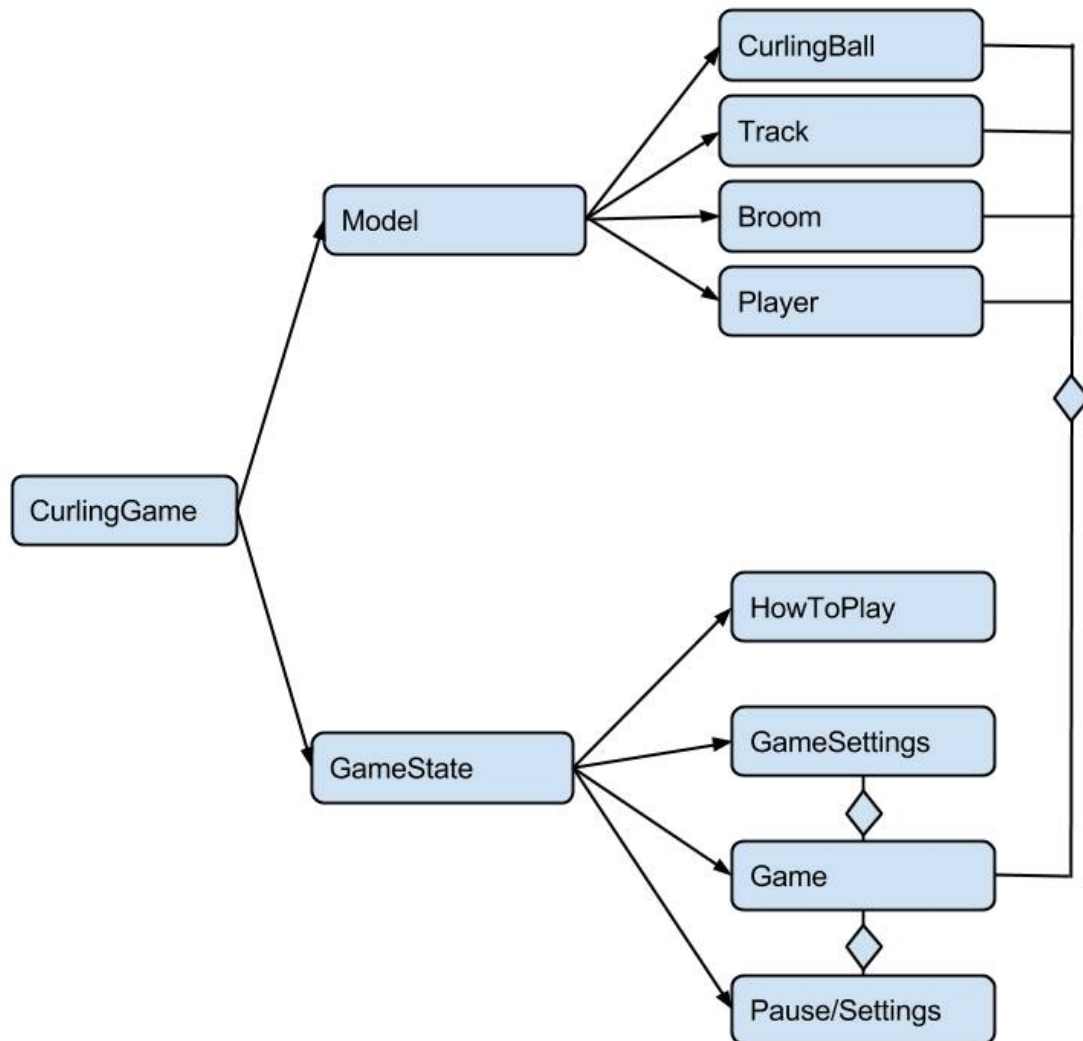 CurlingBall
Track
Broom
Model
Player
CurlingGame
HowToPlay
GameSettings
GameState
Game
Pause/Settings